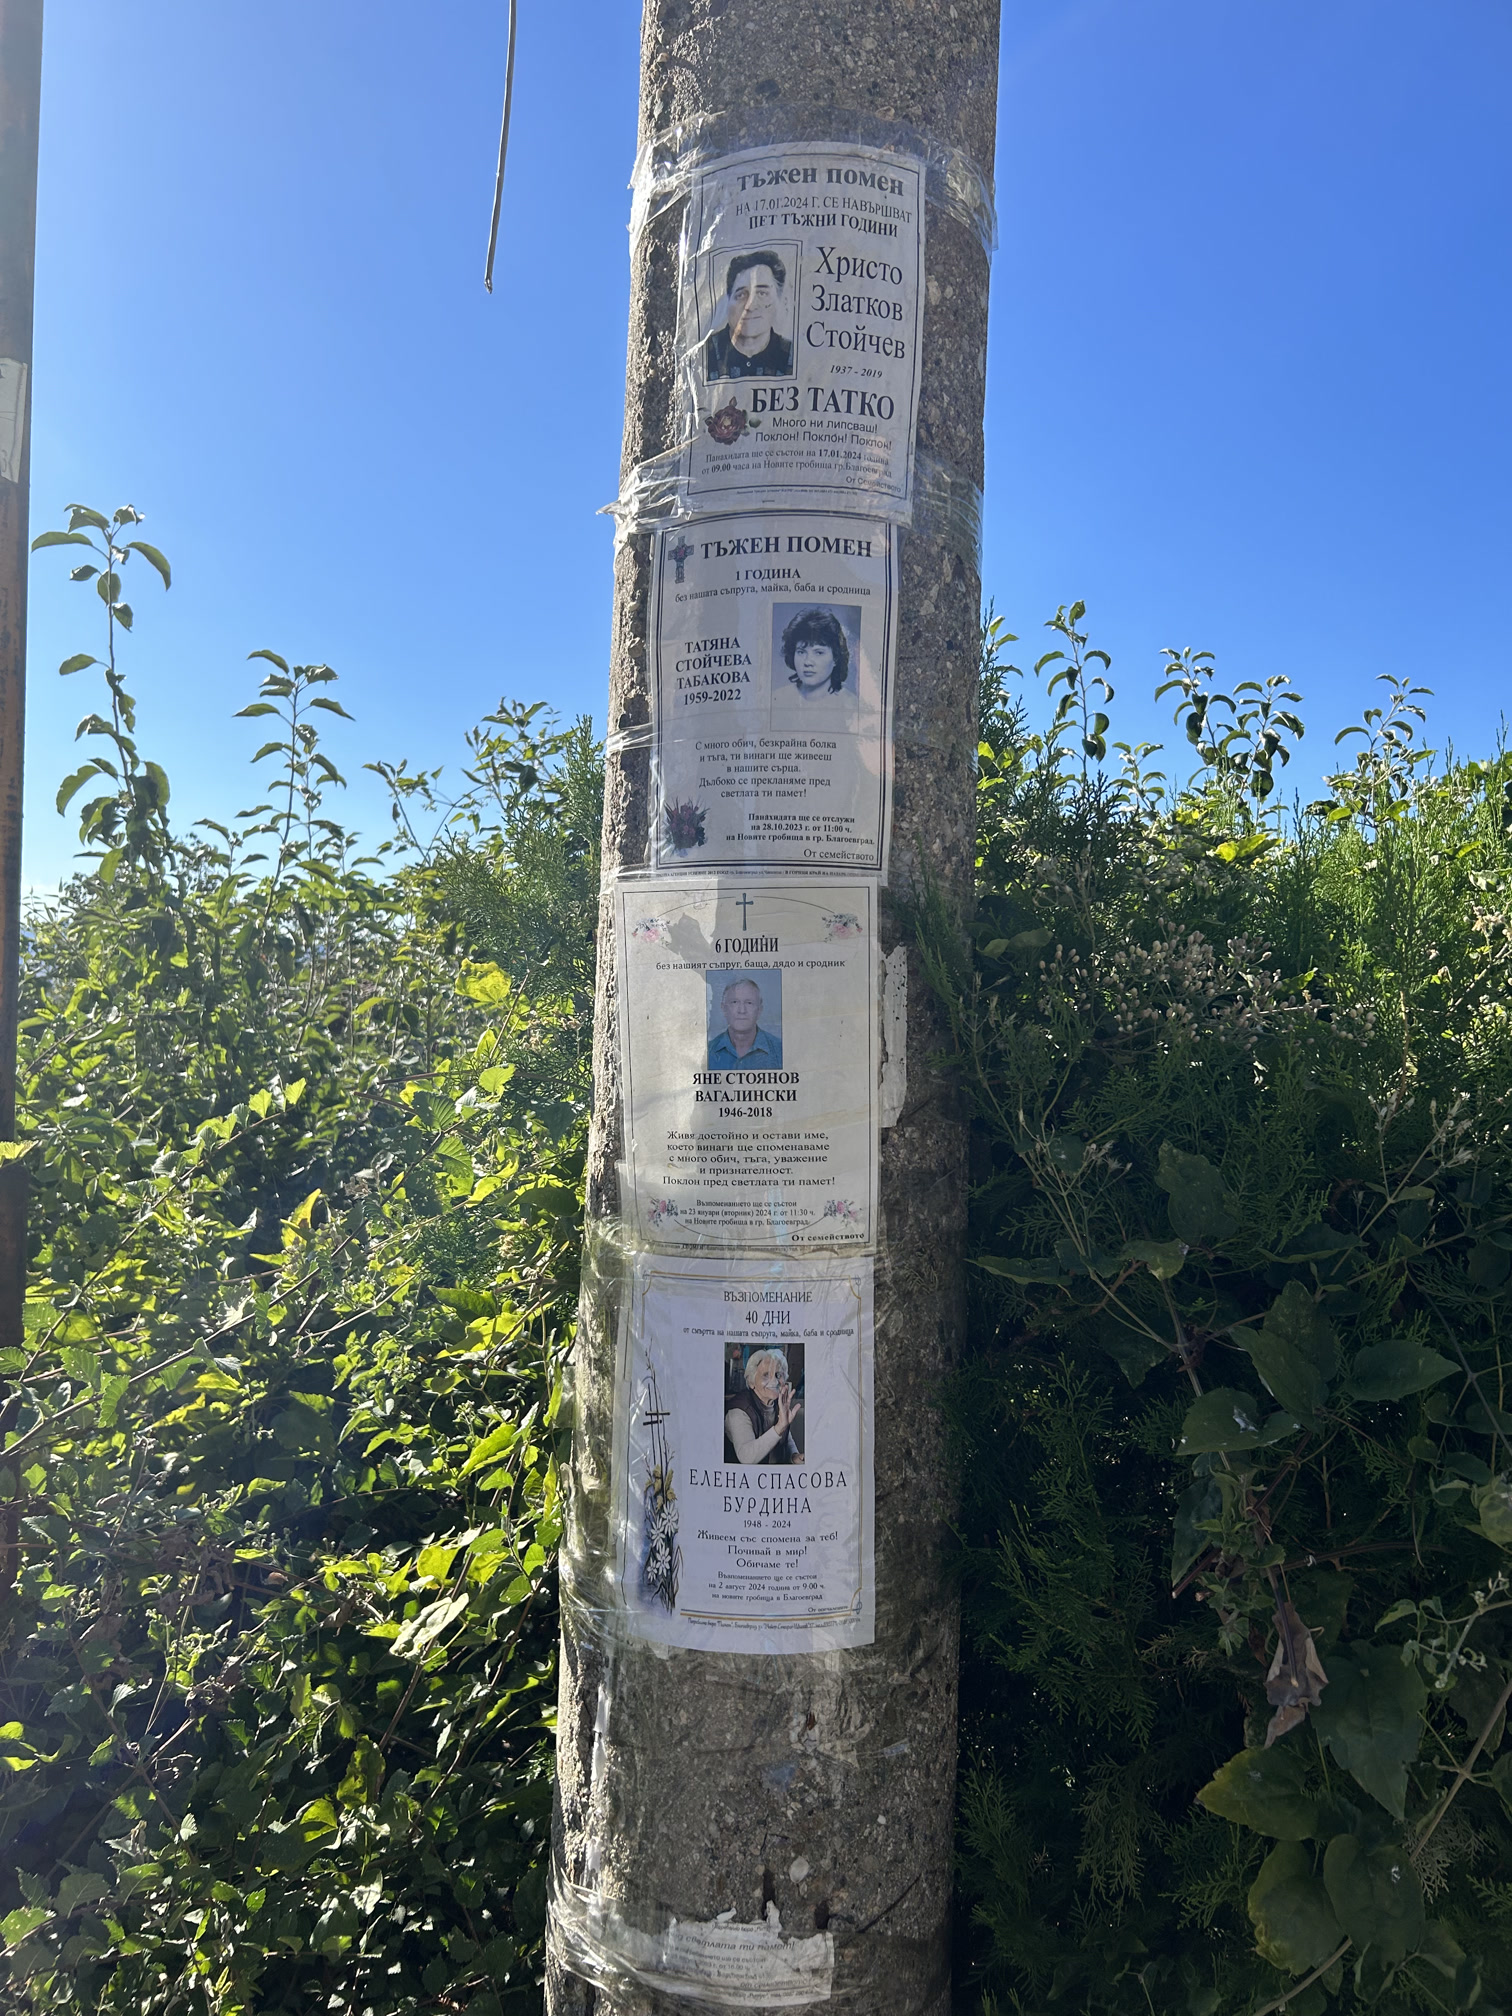 ТЪЖЕН ПОМЕН
НА 17.01.2024 Г. СЕ НАВЪРШВАТ
ПЕТ ТЪЖНИ ГОДИНИ
Христо
Златков
Стойчев
1937 - 2019
БЕЗ ТАТКО
Много ни липсваш!
Поклон! Поклон! Поклон!
Панахидата ще се състои на 17.01.2024 година
от 09.00 часа на Новите гробища гр.Благоевград
От Семейството
ТЪЖЕН ПОМЕН
1 ГОДИНА
без нашата съпруга, майка, баба и сродница
ТАТЯНА
СТОЙЧЕВА
ТАБАКОВА
1959-2022
С много обич, безкрайна болка
и тъга, ти винаги ще живееш
в нашите сърца.
Дълбоко се прекланяме пред
светлата ти памет!
Панахидата ще се отслужи
на 28.10.2023 г. от 11:00 ч.
на Новите гробища в гр. Благоевград.
От семейството
6 ГОДИНИ
без нашият съпруг, баща, дядо и сродник
ЯНЕ СТОЯНОВ
ВАГАЛИНСКИ
1946-2018
Живя достойно и остави име,
което винаги ще споменаваме
с много обич, тъга, уважение
и признателност.
Поклон пред светлата ти памет!
Възпоменанието ще се състои
на 23 януари (вторник) 2024 г. от 11:30 ч.
на Новите гробища в гр. Благоевград.
От семейството
ВЪЗПОМЕНАНИЕ
40 ДНИ
от смъртта на нашата съпруга, майка, баба и сродница
ЕЛЕНА СПАСОВА
БУРДИНА
1948 - 2024
Живеем със спомена за теб!
Почивай в мир!
Обичаме те!
Възпоменанието ще се състои
на 2 август 2024 година от 9:00 ч.
на новите гробища в Благоевград
От
светлата ти памет!